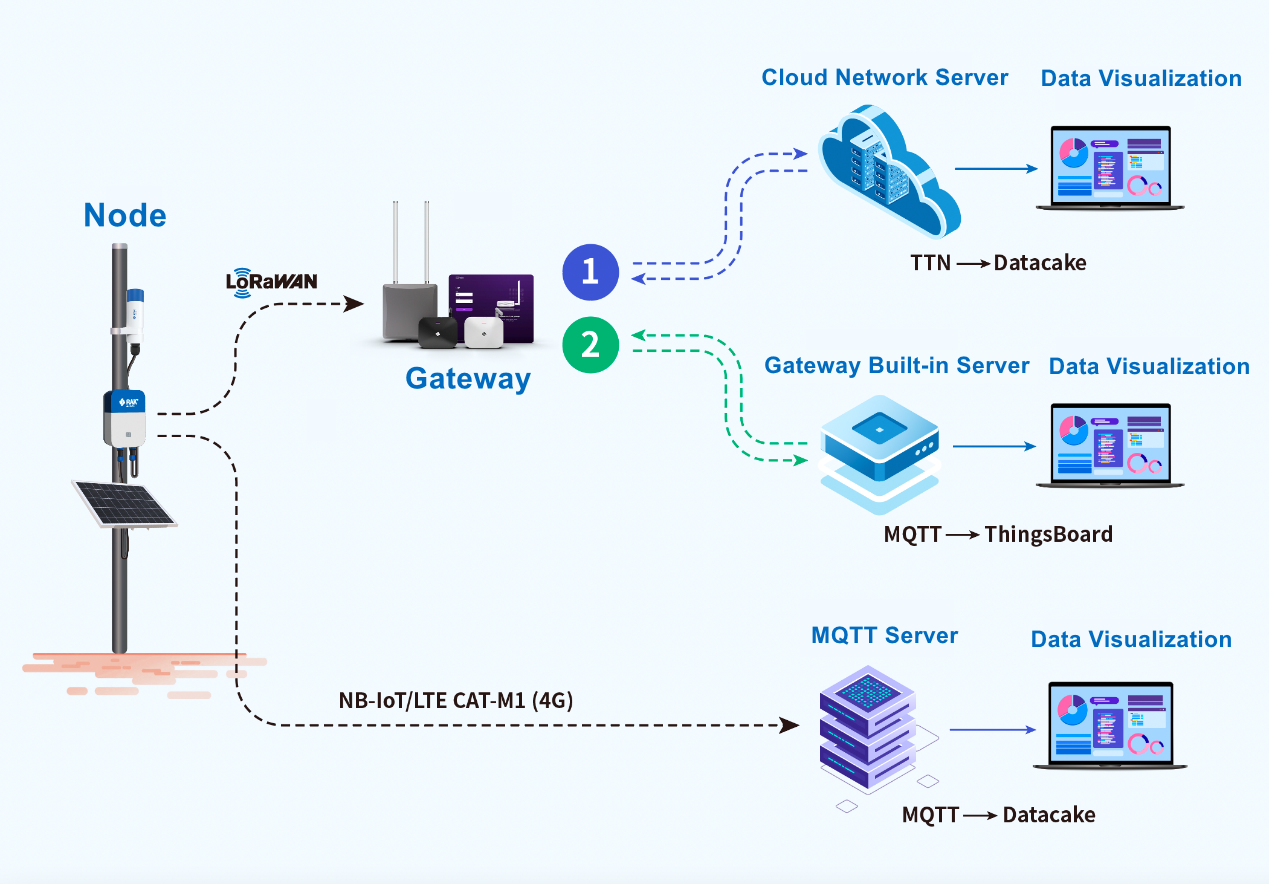 Cloud Network Server
Data Visualization
TTN → Datacake
Node
LoRaWAN
Gateway
1
2
Gateway Built-in Server
Data Visualization
MQTT → ThingsBoard
RAK
MQTT Server
Data Visualization
NB-IoT/LTE CAT-M1 (4G)
MQTT → Datacake